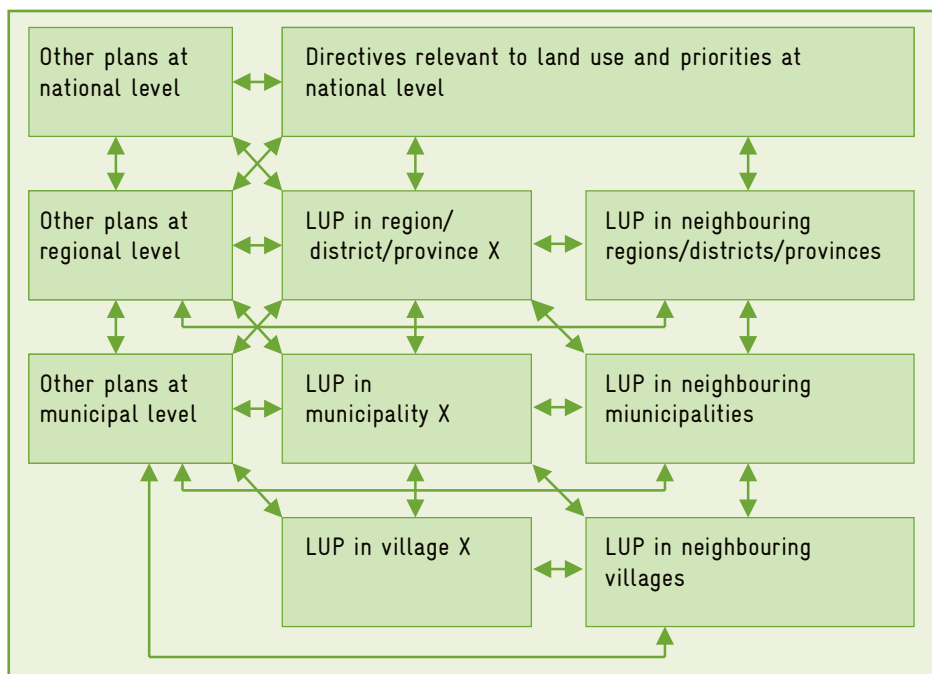 Other plans at
national level
Directives relevant to land use and priorities at
national level
Other plans at
regional level
LUP in region/
district/province X
LUP in neighbouring
regions/districts/provinces
Other plans at
municipal level
LUP in
municipality X
LUP in neighbouring
miunicipalities
LUP in village X
LUP in neighbouring
villages